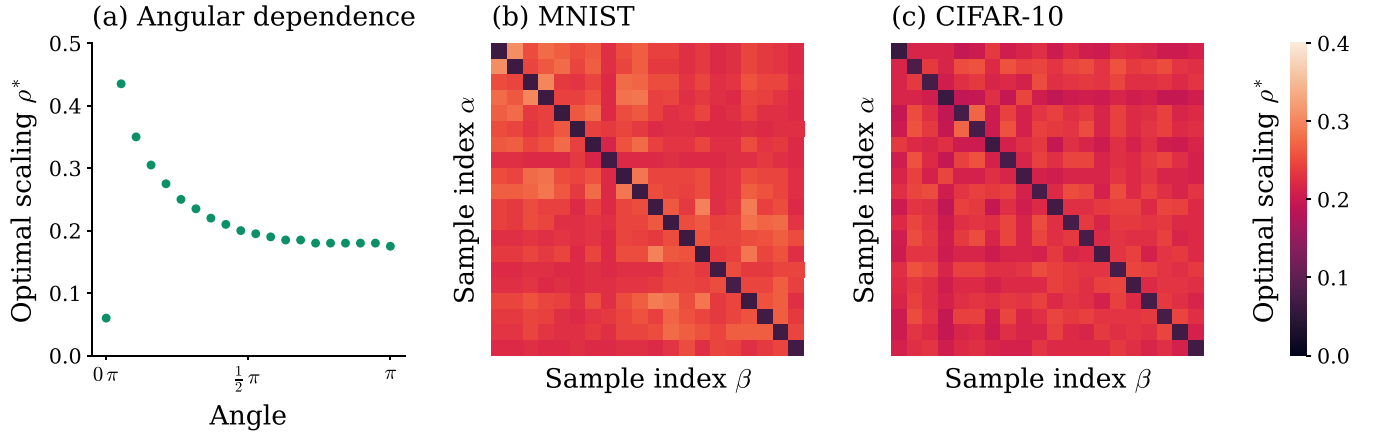 (a) Angular dependence
Optimal scaling ρ*
0.5
0.4
0.3
0.2
0.1
0.0
0 π
1/2 π
π
Angle
(b) MNIST
Sample index α
Sample index β
(c) CIFAR-10
Sample index α
Sample index β
Optimal scaling ρ*
0.4
0.3
0.2
0.1
0.0